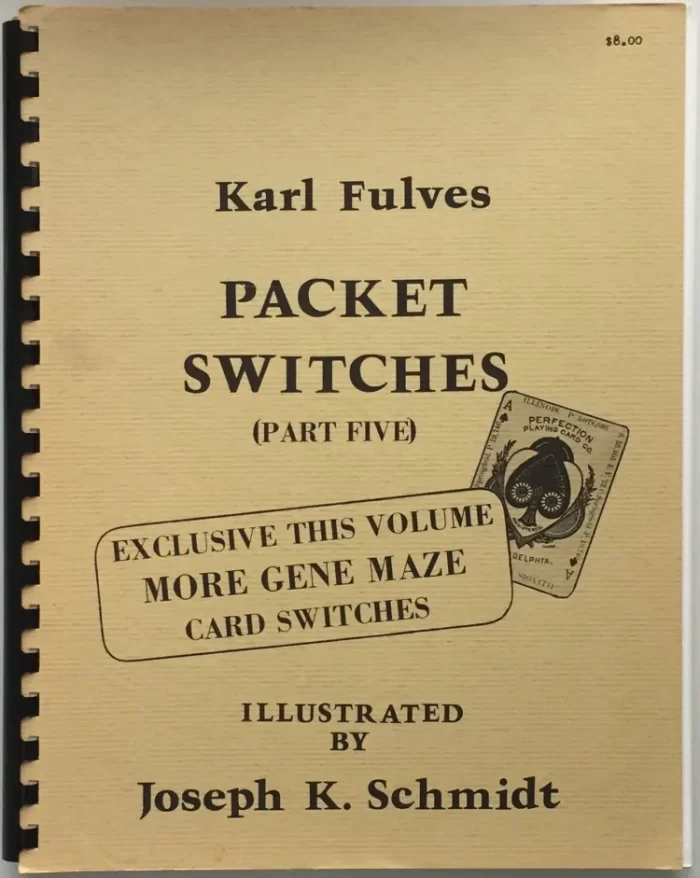 $8.00
Karl Fulves
PACKET
SWITCHES
(PART FIVE)
A
PERFECTION
PLAYING CARD CO.
EXCLUSIVE THIS VOLUME
MORE GENE MAZE
CARD SWITCHES
A
ILLUSTRATED
BY
Joseph K. Schmidt